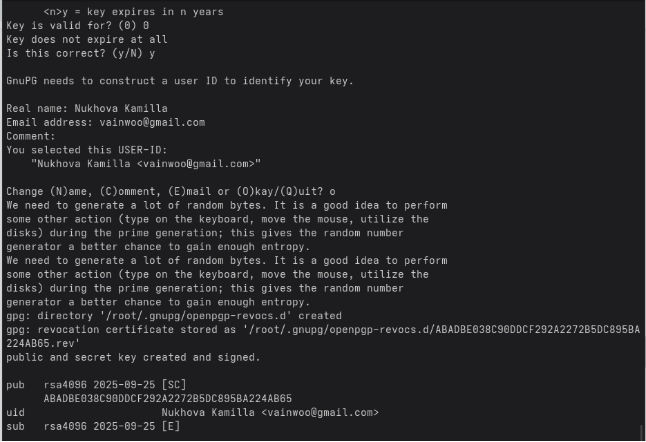 <n>y = key expires in n years
Key is valid for? (0) 0
Key does not expire at all
Is this correct? (y/N) y
GnuPG needs to construct a user ID to identify your key.
Real name: Nukhova Kamilla
Email address: vainwoo@gmail.com
Comment:
You selected this USER-ID:
"Nukhova Kamilla <vainwoo@gmail.com>"
Change (N)ame, (C)omment, (E)mail or (O)kay/(Q)uit? o
We need to generate a lot of random bytes. It is a good idea to perform
some other action (type on the keyboard, move the mouse, utilize the
disks) during the prime generation; this gives the random number
generator a better chance to gain enough entropy.
We need to generate a lot of random bytes. It is a good idea to perform
some other action (type on the keyboard, move the mouse, utilize the
disks) during the prime generation; this gives the random number
generator a better chance to gain enough entropy.
gpg: directory '/root/.gnupg/openpgp-revocs.d' created
gpg: revocation certificate stored as '/root/.gnupg/openpgp-revocs.d/ABADBE038C90DDCF292A2272B5DC895BA
224AB65.rev'
public and secret key created and signed.
pub   rsa4096 2025-09-25 [SC]
ABADBE038C90DDCF292A2272B5DC895BA224AB65
uid                      Nukhova Kamilla <vainwoo@gmail.com>
sub   rsa4096 2025-09-25 [E]